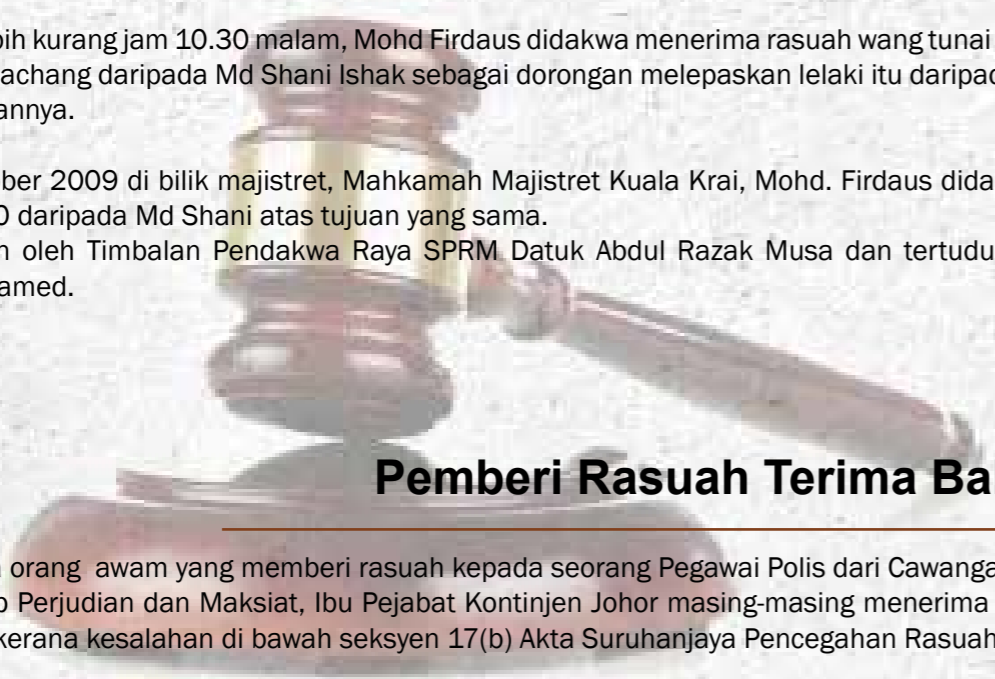 bih kurang jam 10.30 malam, Mohd Firdaus didakwa menerima rasuah wang tunai
achang daripada Md Shani Ishak sebagai dorongan melepaskan lelaki itu daripad
annya.
ber 2009 di bilik majistret, Mahkamah Majistret Kuala Krai, Mohd. Firdaus dida
0 daripada Md Shani atas tujuan yang sama.
n oleh Timbalan Pendakwa Raya SPRM Datuk Abdul Razak Musa dan tertudu
amed.
Pemberi Rasuah Terima Ba
orang awam yang memberi rasuah kepada seorang Pegawai Polis dari Cawanga
o Perjudian dan Maksiat, Ibu Pejabat Kontinjen Johor masing-masing menerima
kerana kesalahan di bawah seksyen 17(b) Akta Suruhanjaya Pencegahan Rasuah